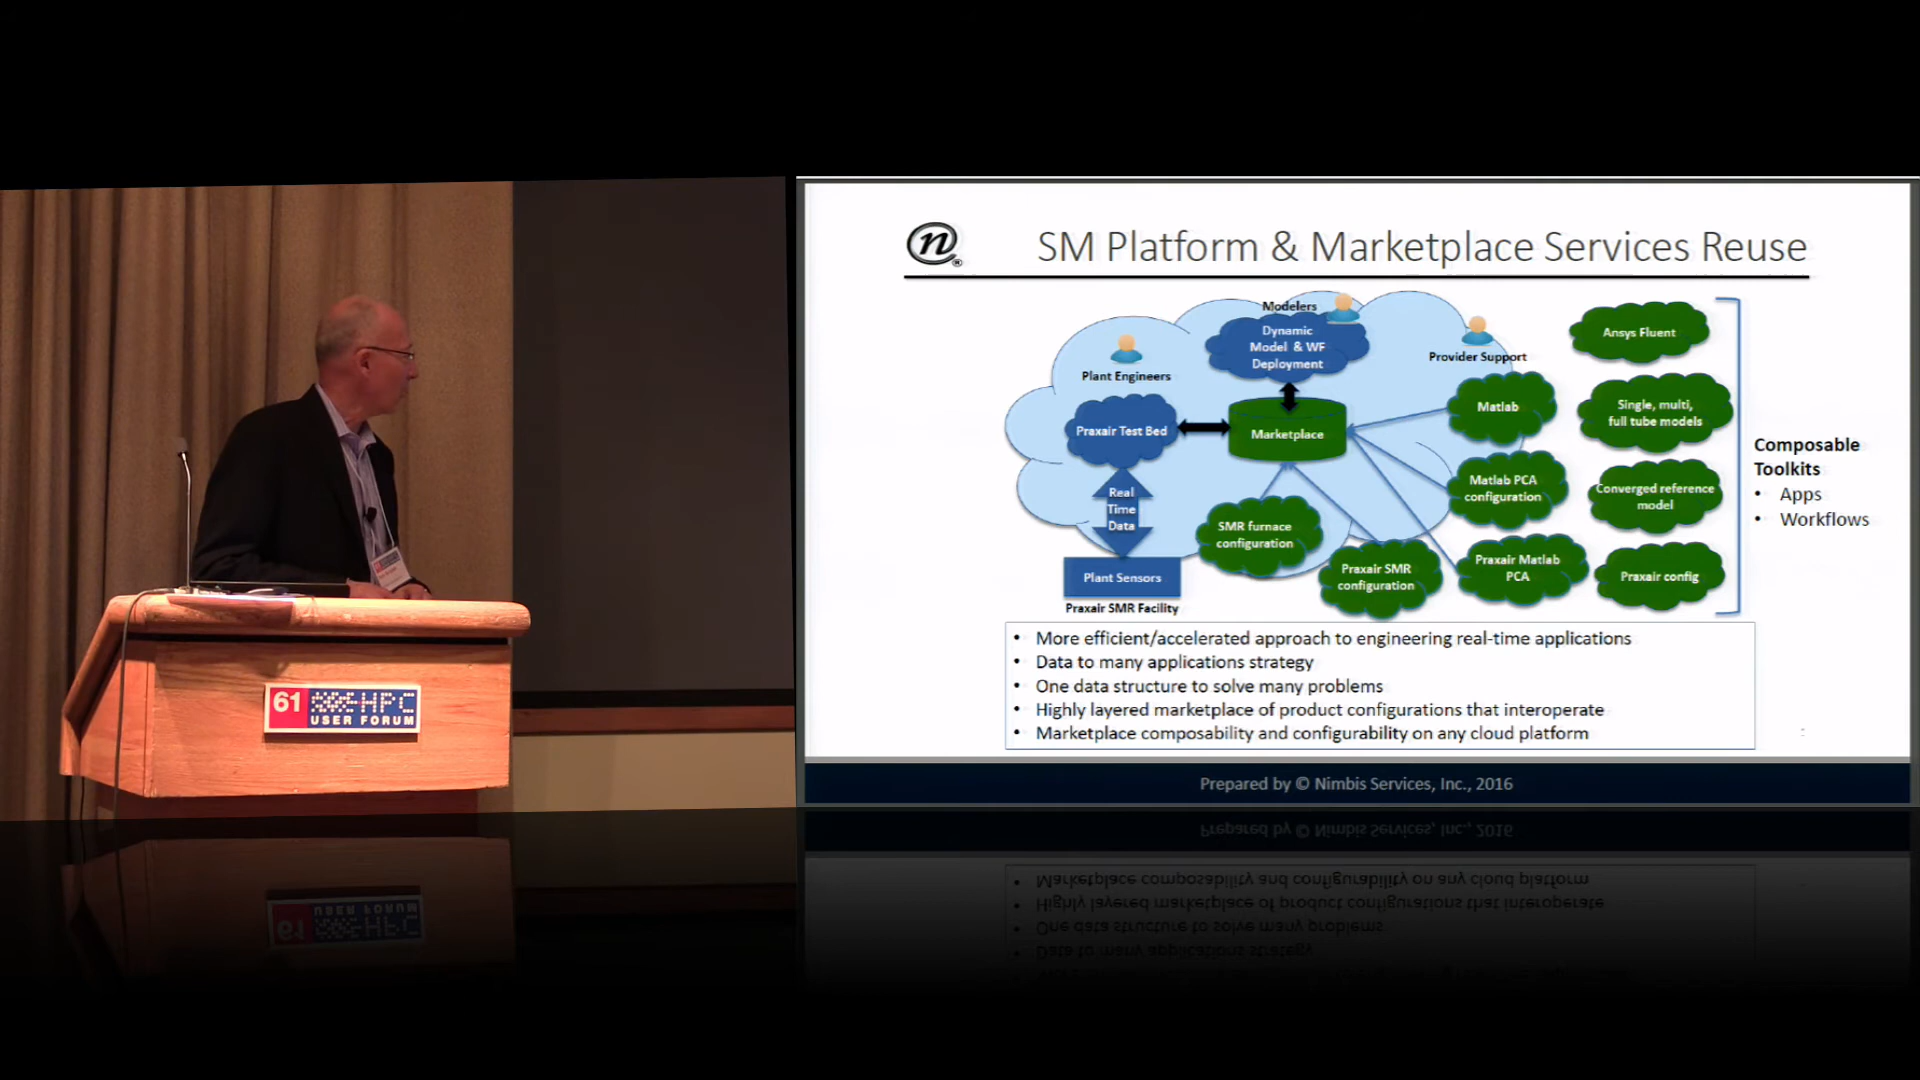 SM Platform & Marketplace Services Reuse
Modelers
Dynamic
Model & WF
Deployment
Plant Engineers
Provider Support
Praxair Test Bed
Marketplace
Real
Time
Data
Plant Sensors
Praxair SMR Facility
SMR furnace
configuration
Praxair SMR
configuration
Matlab
Matlab PCA
configuration
Praxair Matlab
PCA
Ansys Fluent
Single, multi,
full tube models
Converged reference
model
Praxair config
Composable
Toolkits
• Apps
• Workflows
• More efficient/accelerated approach to engineering real-time applications
• Data to many applications strategy
• One data structure to solve many problems
• Highly layered marketplace of product configurations that interoperate
• Marketplace composability and configurability on any cloud platform
Prepared by © Nimbis Services, Inc., 2016
61 HPC
USER FORUM
n ®